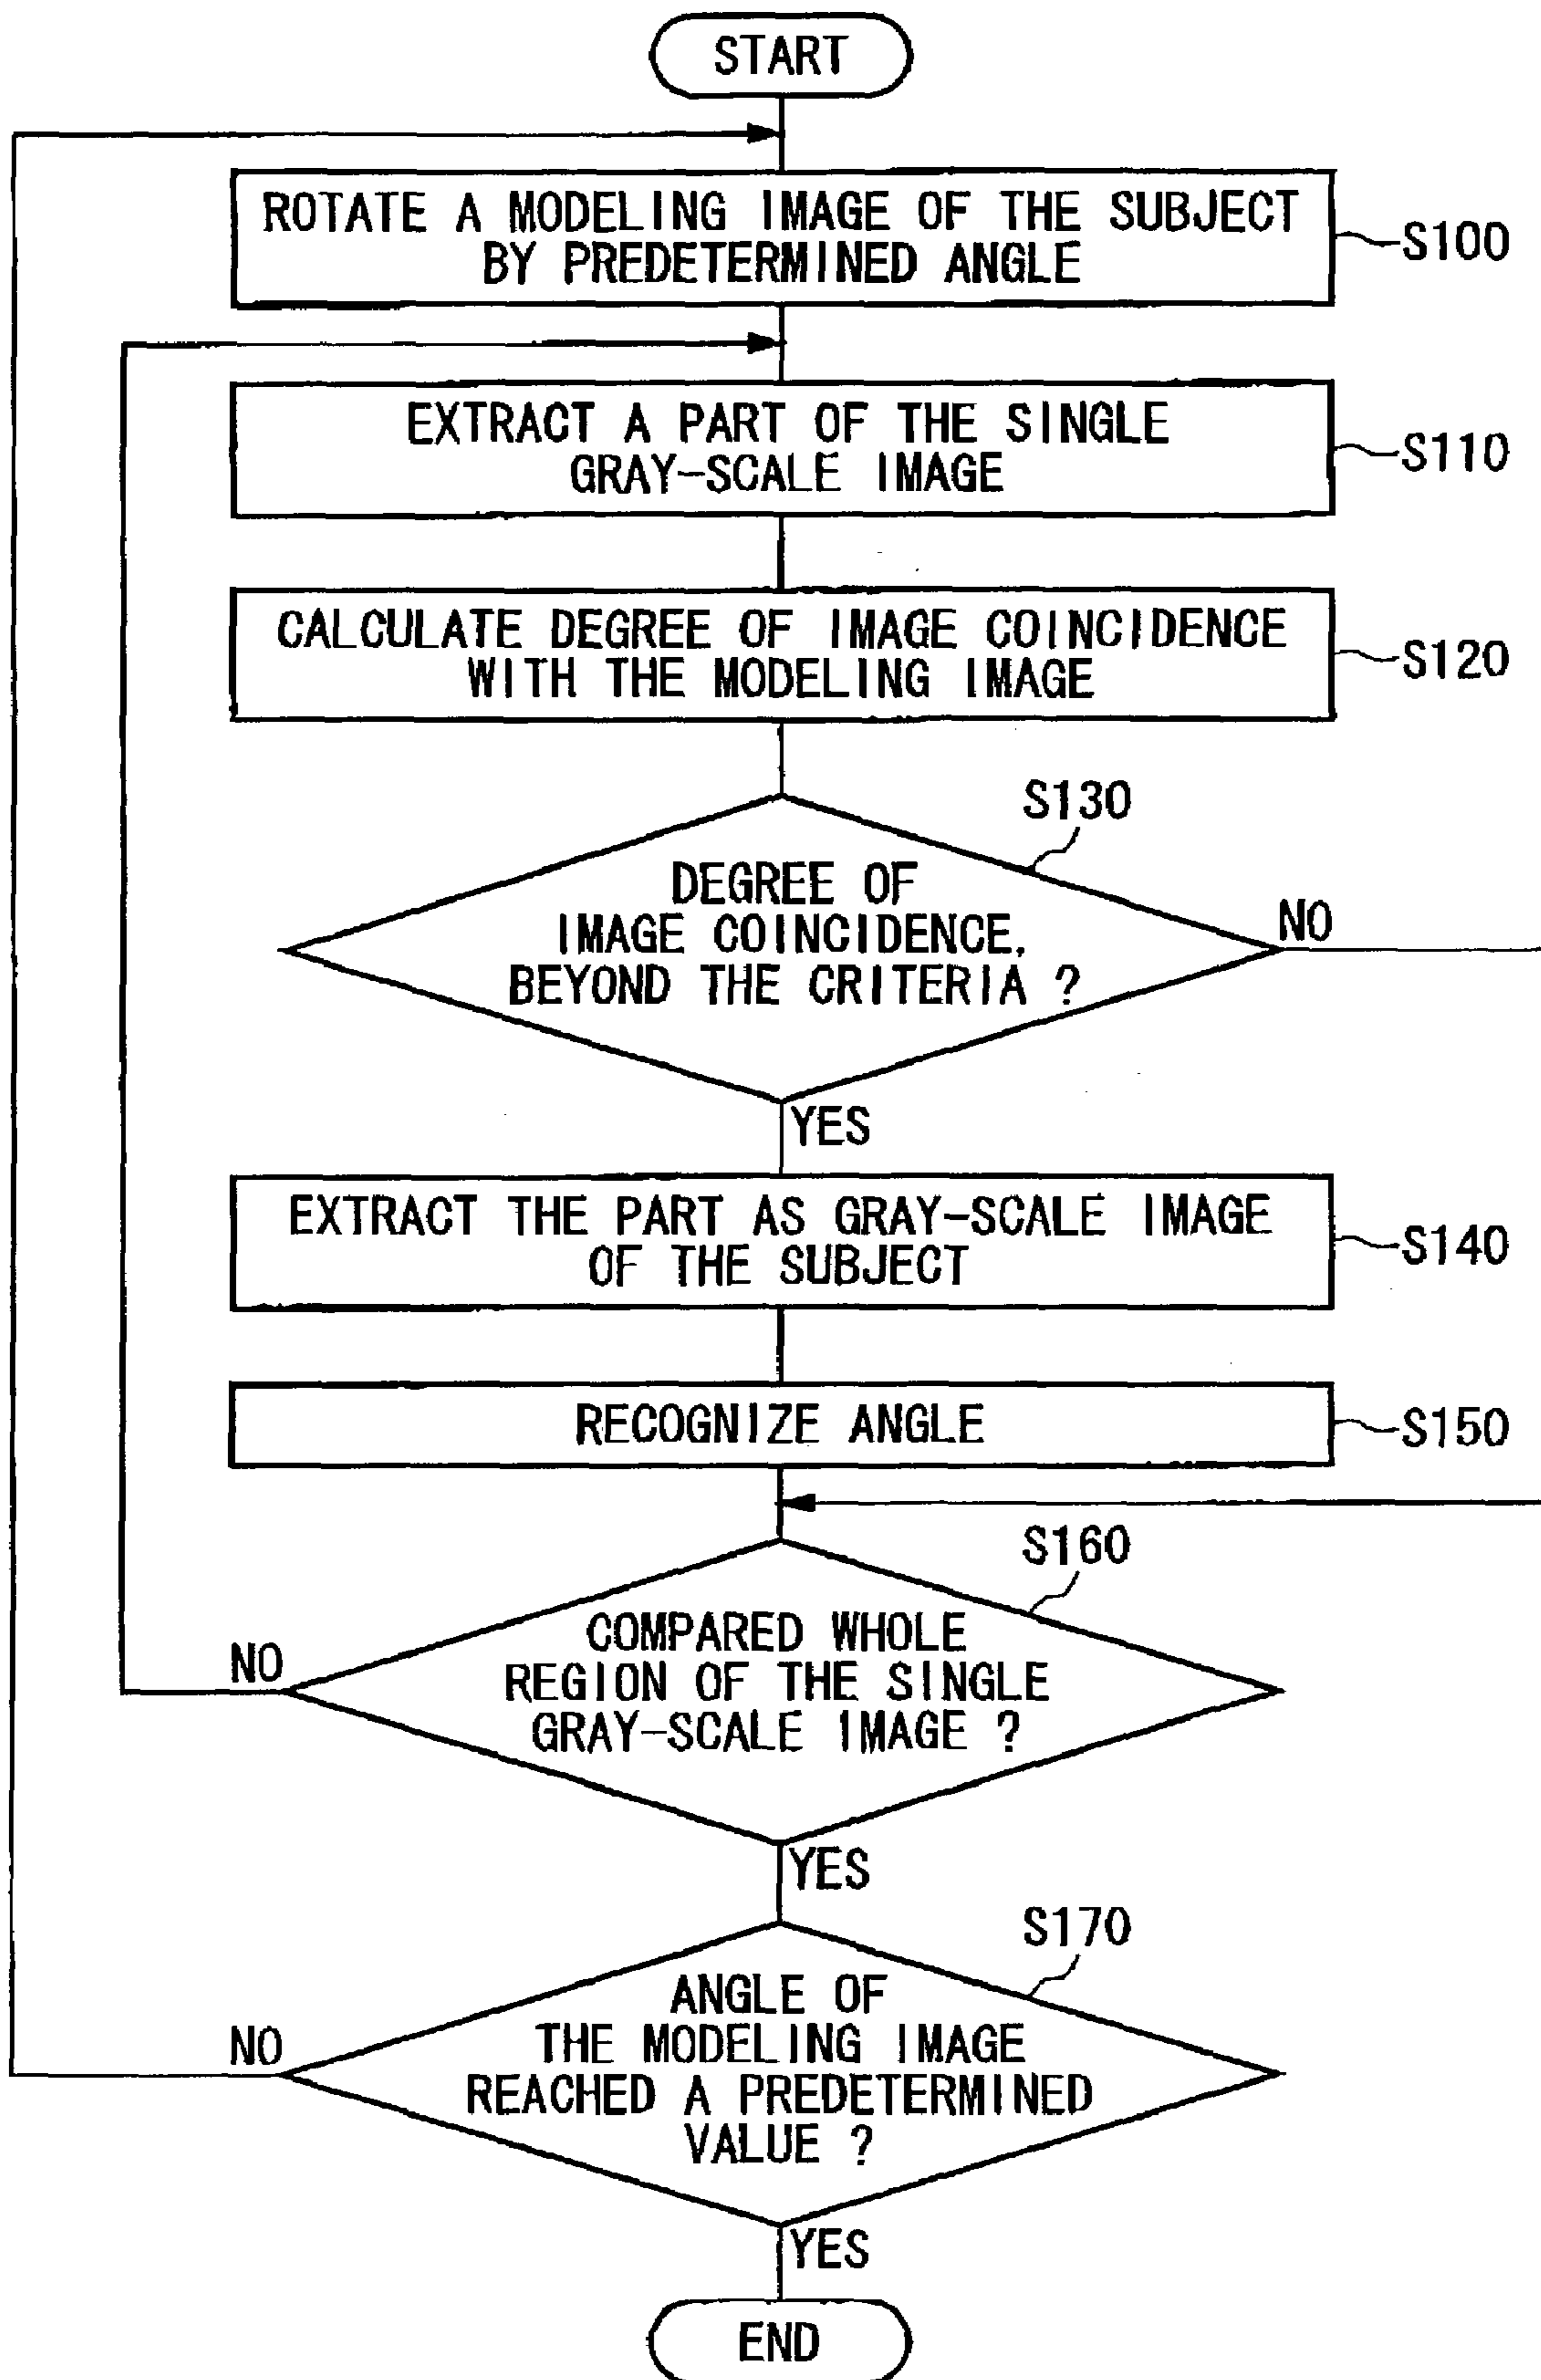 START
ROTATE A MODELING IMAGE OF THE SUBJECT
BY PREDETERMINED ANGLE
S100
EXTRACT A PART OF THE SINGLE
GRAY-SCALE IMAGE
S110
CALCULATE DEGREE OF IMAGE COINCIDENCE
WITH THE MODELING IMAGE
S120
S130
DEGREE OF
IMAGE COINCIDENCE,
BEYOND THE CRITERIA ?
NO
YES
EXTRACT THE PART AS GRAY-SCALE IMAGE
OF THE SUBJECT
S140
RECOGNIZE ANGLE
S150
S160
COMPARED WHOLE
REGION OF THE SINGLE
GRAY-SCALE IMAGE ?
NO
YES
S170
ANGLE OF
THE MODELING IMAGE
REACHED A PREDETERMINED
VALUE ?
NO
YES
END